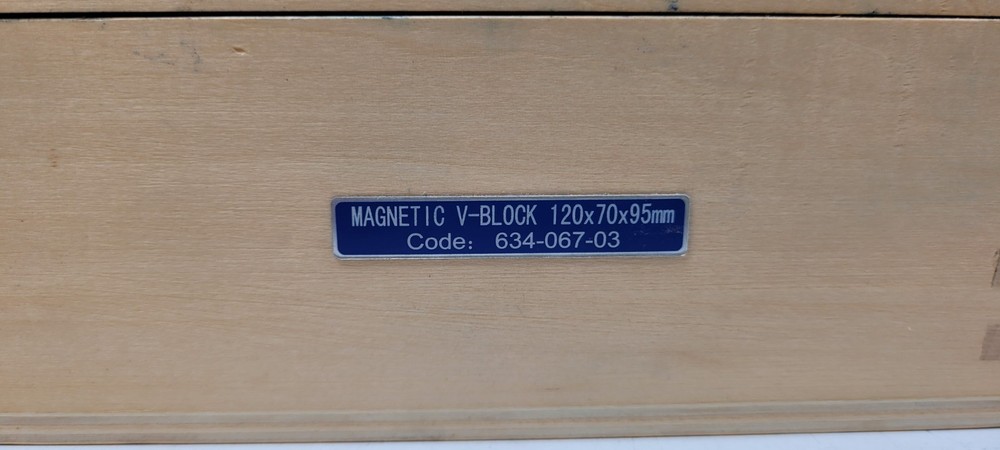 MAGNETIC V-BLOCK 120x70x95mm
Code: 634-067-03